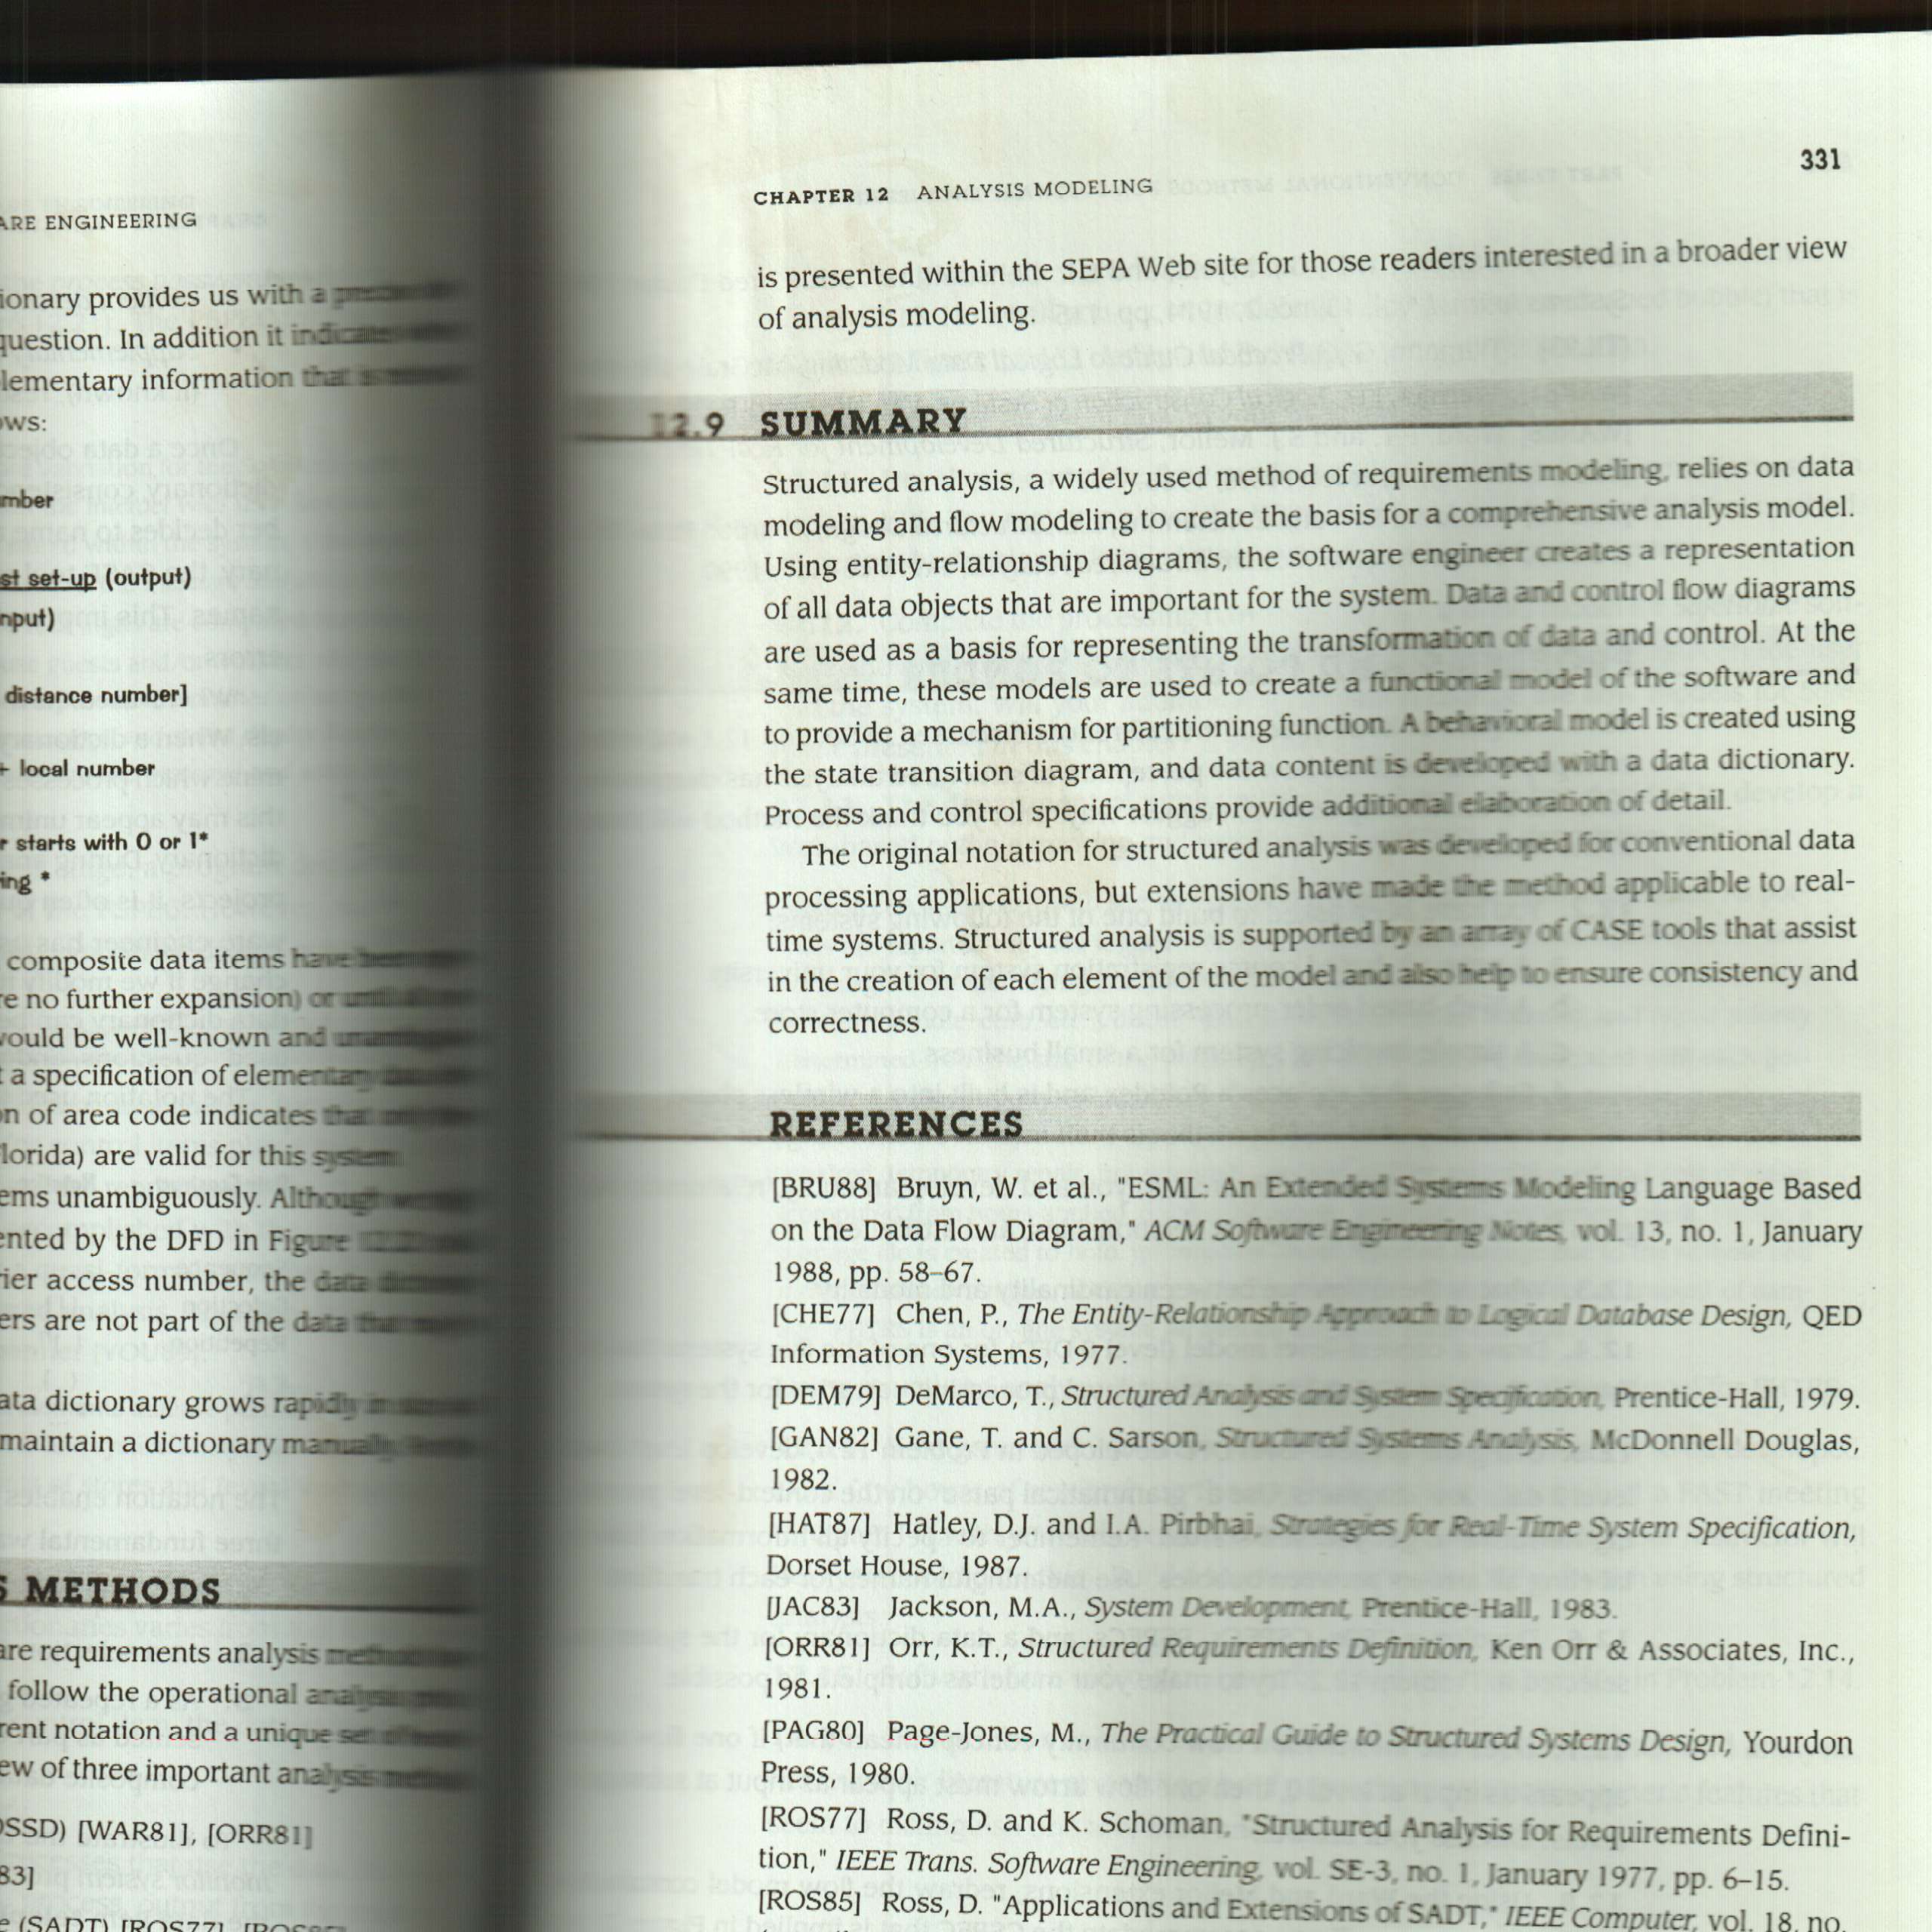 ARE ENGINEERING
ionary provides us with a
question. In addition it indicates
lementary information that
ows:
mber
st set-up (output)
nput)
distance number]
+ local number
r starts with 0 or 1*
ing *
composite data items have been
re no further expansion) or until all
would be well-known and
t a specification of elementary
on of area code indicates that
lorida) are valid for this system
ems unambiguously. Although
ented by the DFD in Figure
rier access number, the data
ers are not part of the data
ata dictionary grows rapidly in
maintain a dictionary manually.
S METHODS
are requirements analysis
follow the operational analysis
rent notation and a unique set of
ew of three important analysis
OSSD) [WAR81], [ORR81]
83]
e (SADT) [ROS77], [ROS85]
CHAPTER 12 ANALYSIS MODELING
331
is presented within the SEPA Web site for those readers interested in a broader view
of analysis modeling.
12.9 SUMMARY
Structured analysis, a widely used method of requirements modeling, relies on data
modeling and flow modeling to create the basis for a comprehensive analysis model.
Using entity-relationship diagrams, the software engineer creates a representation
of all data objects that are important for the system. Data and control flow diagrams
are used as a basis for representing the transformation of data and control. At the
same time, these models are used to create a functional model of the software and
to provide a mechanism for partitioning function. A behavioral model is created using
the state transition diagram, and data content is developed with a data dictionary.
Process and control specifications provide additional elaboration of detail.
The original notation for structured analysis was developed for conventional data
processing applications, but extensions have made the method applicable to real-
time systems. Structured analysis is supported by an array of CASE tools that assist
in the creation of each element of the model and also help to ensure consistency and
correctness.
REFERENCES
[BRU88] Bruyn, W. et al., "ESML: An Extended Systems Modeling Language Based
on the Data Flow Diagram," ACM Software Engineering Notes, vol. 13, no. 1, January
1988, pp. 58–67.
[CHE77] Chen, P., The Entity-Relationship Approach to Logical Database Design, QED
Information Systems, 1977.
[DEM79] DeMarco, T., Structured Analysis and System Specification, Prentice-Hall, 1979.
[GAN82] Gane, T. and C. Sarson, Structured Systems Analysis, McDonnell Douglas,
1982.
[HAT87] Hatley, D.J. and I.A. Pirbhai, Strategies for Real-Time System Specification,
Dorset House, 1987.
[JAC83] Jackson, M.A., System Development, Prentice-Hall, 1983.
[ORR81] Orr, K.T., Structured Requirements Definition, Ken Orr & Associates, Inc.,
1981.
[PAG80] Page-Jones, M., The Practical Guide to Structured Systems Design, Yourdon
Press, 1980.
[ROS77] Ross, D. and K. Schoman, "Structured Analysis for Requirements Defini-
tion," IEEE Trans. Software Engineering, vol. SE-3, no. 1, January 1977, pp. 6–15.
[ROS85] Ross, D. "Applications and Extensions of SADT," IEEE Computer, vol. 18, no.